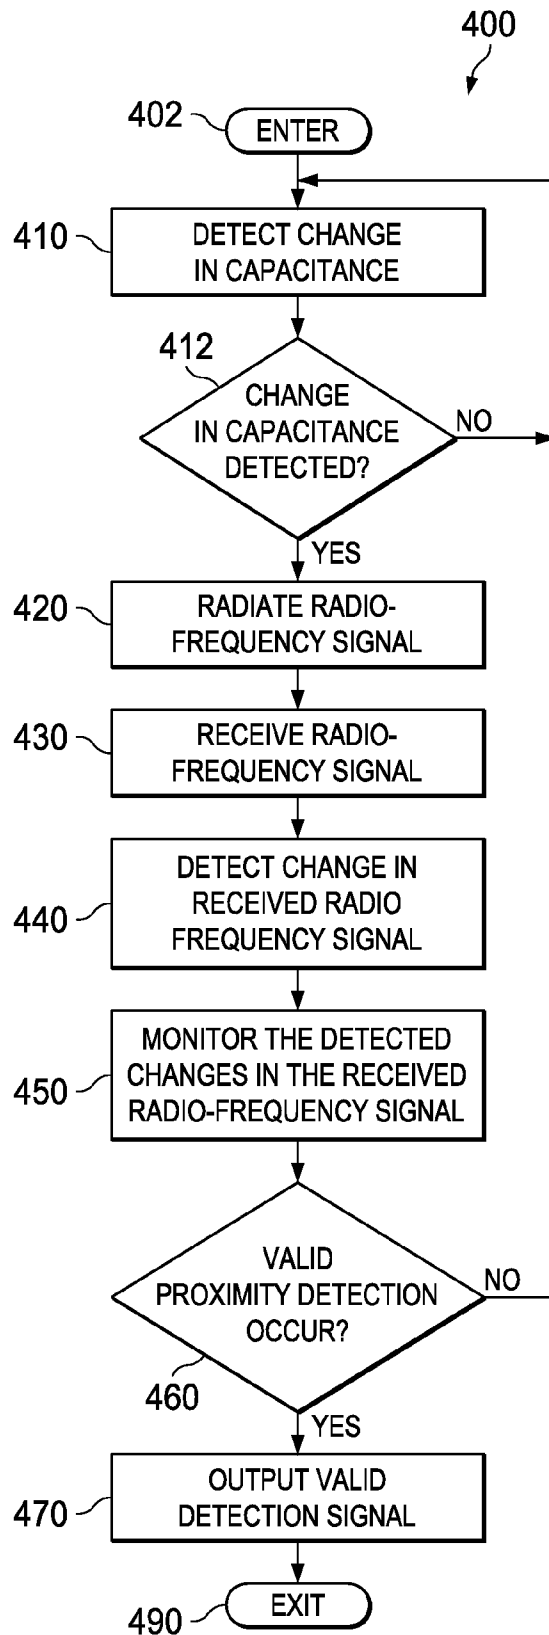 400
402
ENTER
410
DETECT CHANGE
IN CAPACITANCE
412
CHANGE
IN CAPACITANCE
DETECTED?
NO
YES
420
RADIATE RADIO-
FREQUENCY SIGNAL
430
RECEIVE RADIO-
FREQUENCY SIGNAL
440
DETECT CHANGE IN
RECEIVED RADIO
FREQUENCY SIGNAL
450
MONITOR THE DETECTED
CHANGES IN THE RECEIVED
RADIO-FREQUENCY SIGNAL
VALID
PROXIMITY DETECTION
OCCUR?
NO
460
YES
470
OUTPUT VALID
DETECTION SIGNAL
490
EXIT